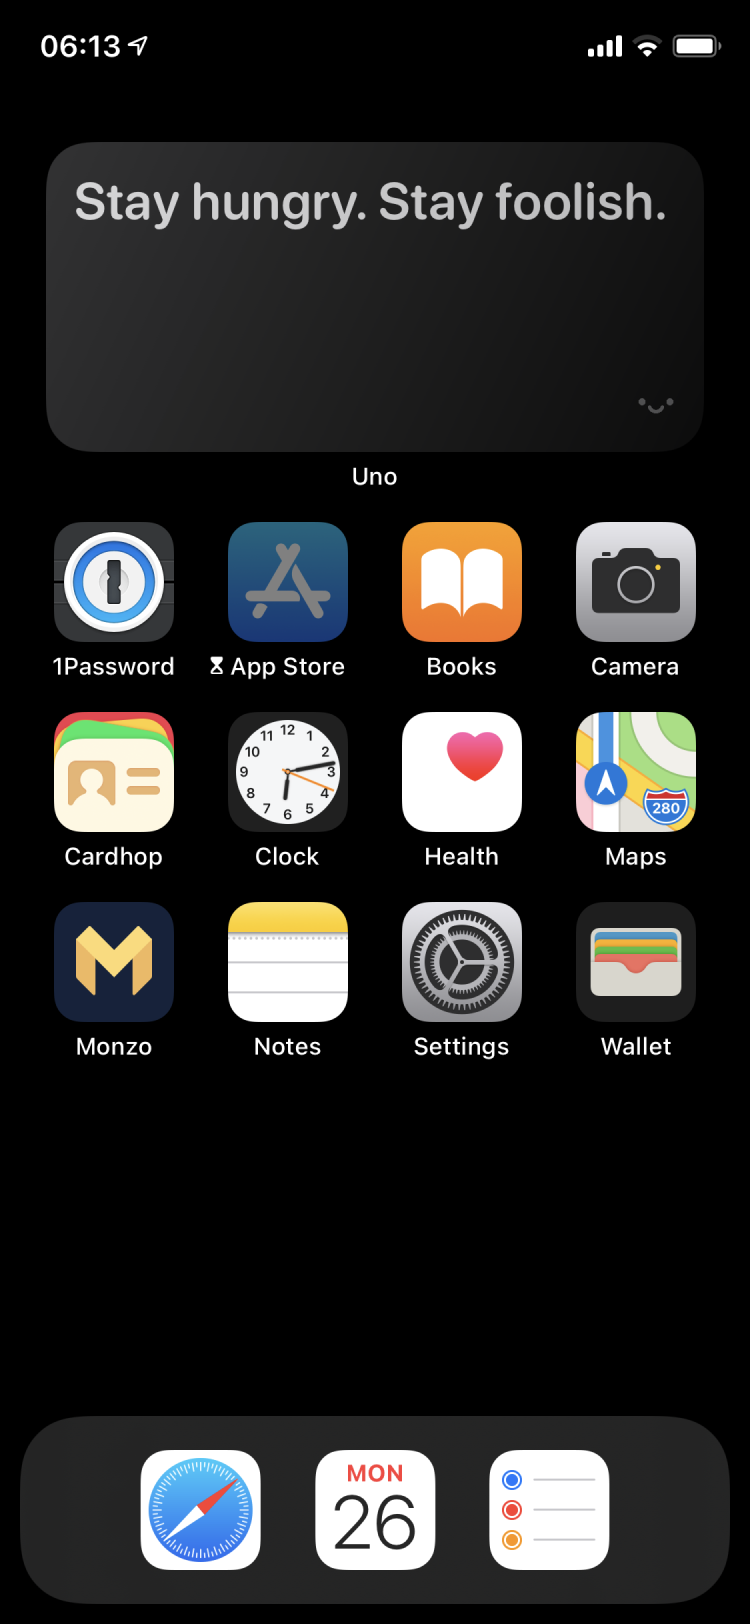 06:13
Stay hungry. Stay foolish.
Uno
1Password
App Store
Books
Camera
12
11
1
10
2
9
3
8
4
7
5
6
280
Cardhop
Clock
Health
Maps
Monzo
Notes
Settings
Wallet
MON
26